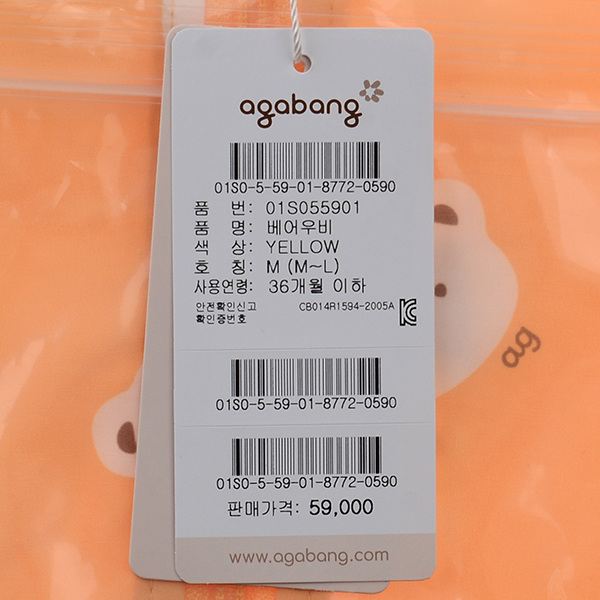 agabang
01S0-5-59-01-8772-0590
품 번: 01S055901
품 명: 베어우비
색 상: YELLOW
호 칭: M (M~L)
사용연령: 36개월 이하
안전확인신고
확인증번호 CB014R1594-2005A
01S0-5-59-01-8772-0590
01S0-5-59-01-8772-0590
판매가격: 59,000
www.agabang.com
ag